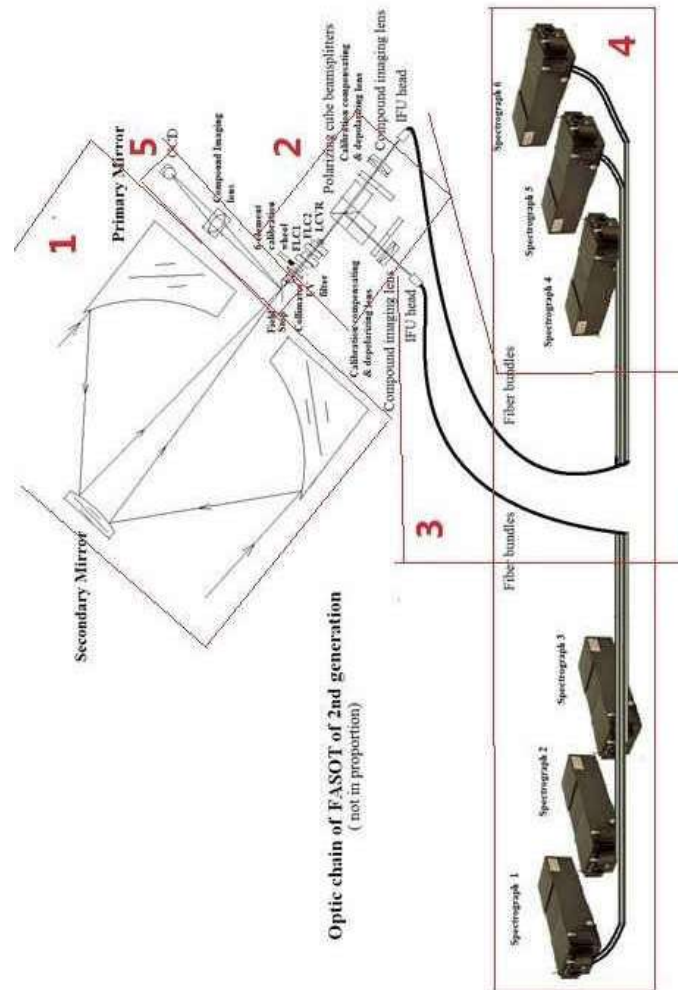 1
Primary Mirror
5
CCD
Compound Imaging
lens
2
6-element
calibration
wheel
FLC1
FLC2
LCVR
Polarizing cube beamsplitters
Calibration compensating
& depolarizing lens
Compound imaging lens
IFU head
Field
Stop
Collimator
UV
filter
Calibration compensating
& depolarizing lens
Compound imaging lens
IFU head
Secondary Mirror
3
Fiber bundles
Fiber bundles
4
Spectrograph 6
Spectrograph 5
Spectrograph 4
Optic chain of FASOT of 2nd generation
( not in proportion)
Spectrograph 3
Spectrograph 2
Spectrograph 1